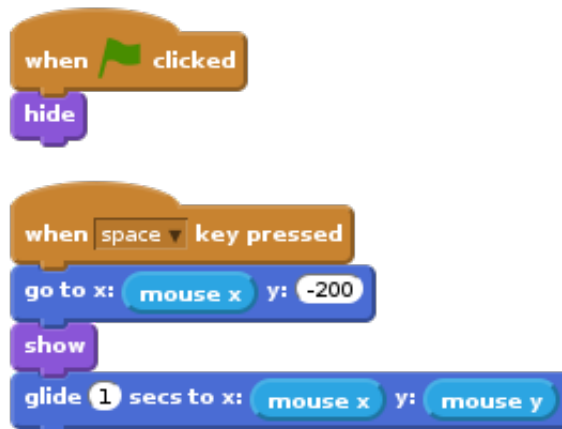 when clicked
hide
when space key pressed
go to x: mouse x y: -200
show
glide 1 secs to x: mouse x y: mouse y